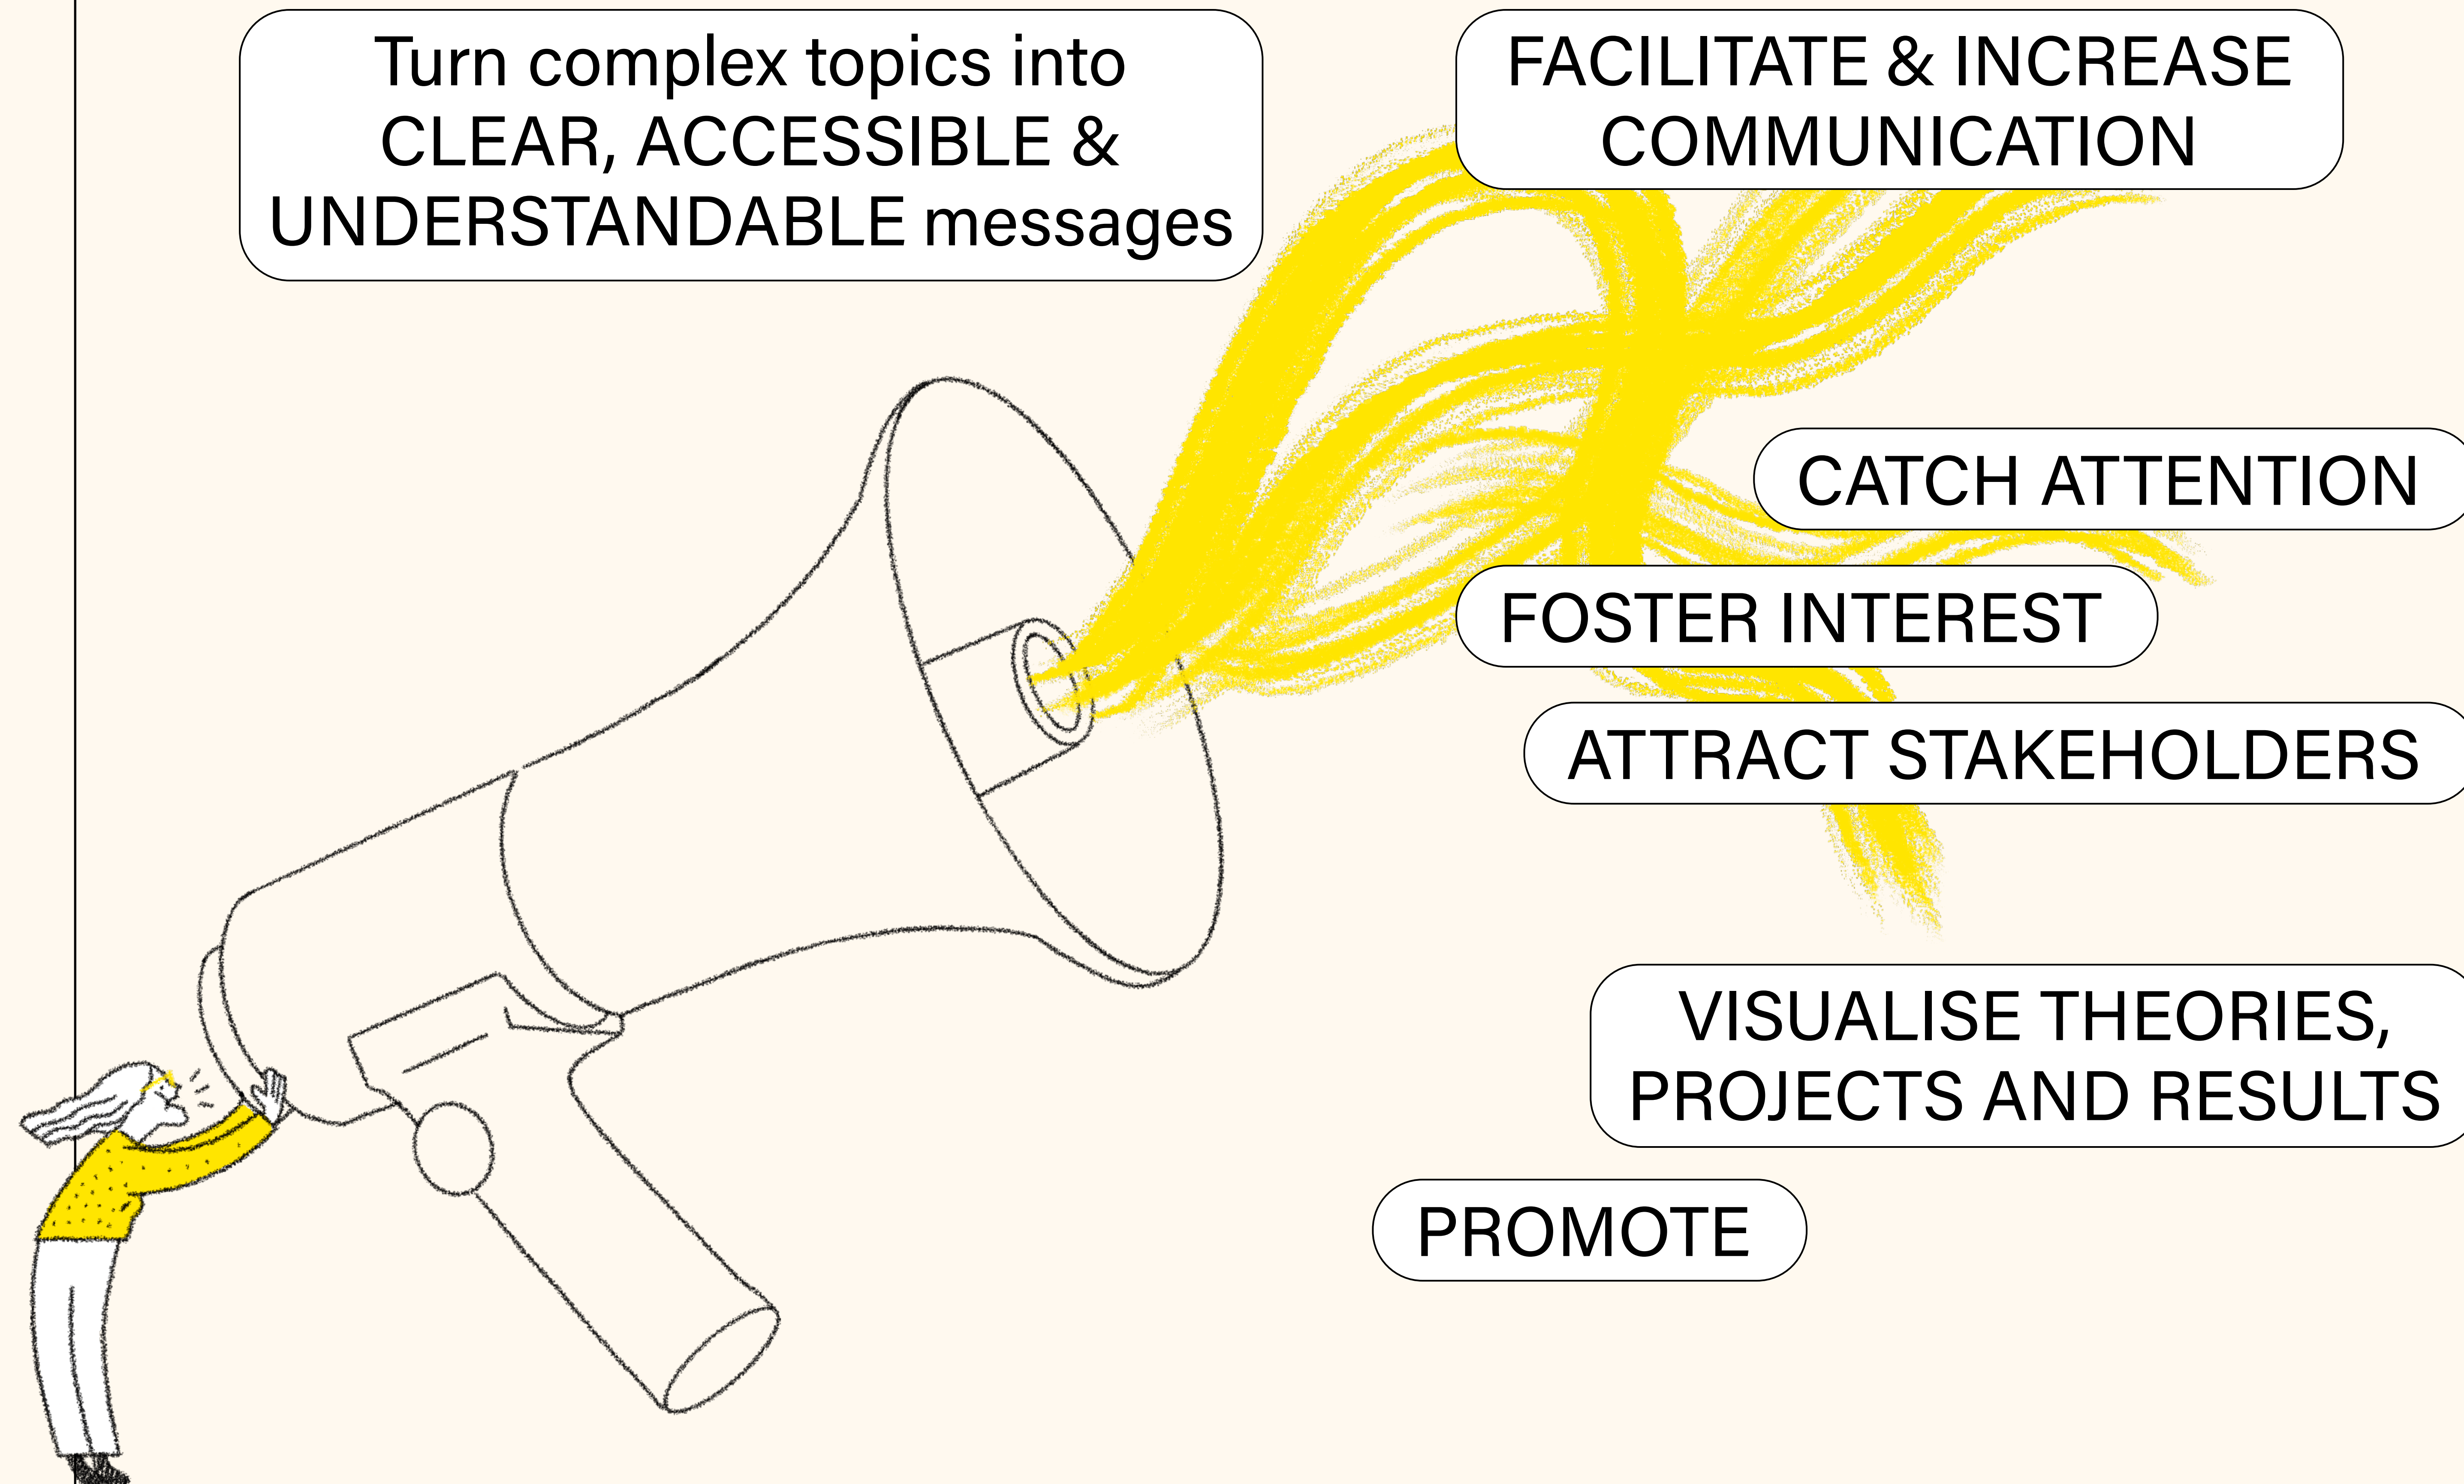 Turn complex topics into
CLEAR, ACCESSIBLE &
UNDERSTANDABLE messages
FACILITATE & INCREASE
COMMUNICATION
CATCH ATTENTION
FOSTER INTEREST
ATTRACT STAKEHOLDERS
VISUALISE THEORIES,
PROJECTS AND RESULTS
PROMOTE